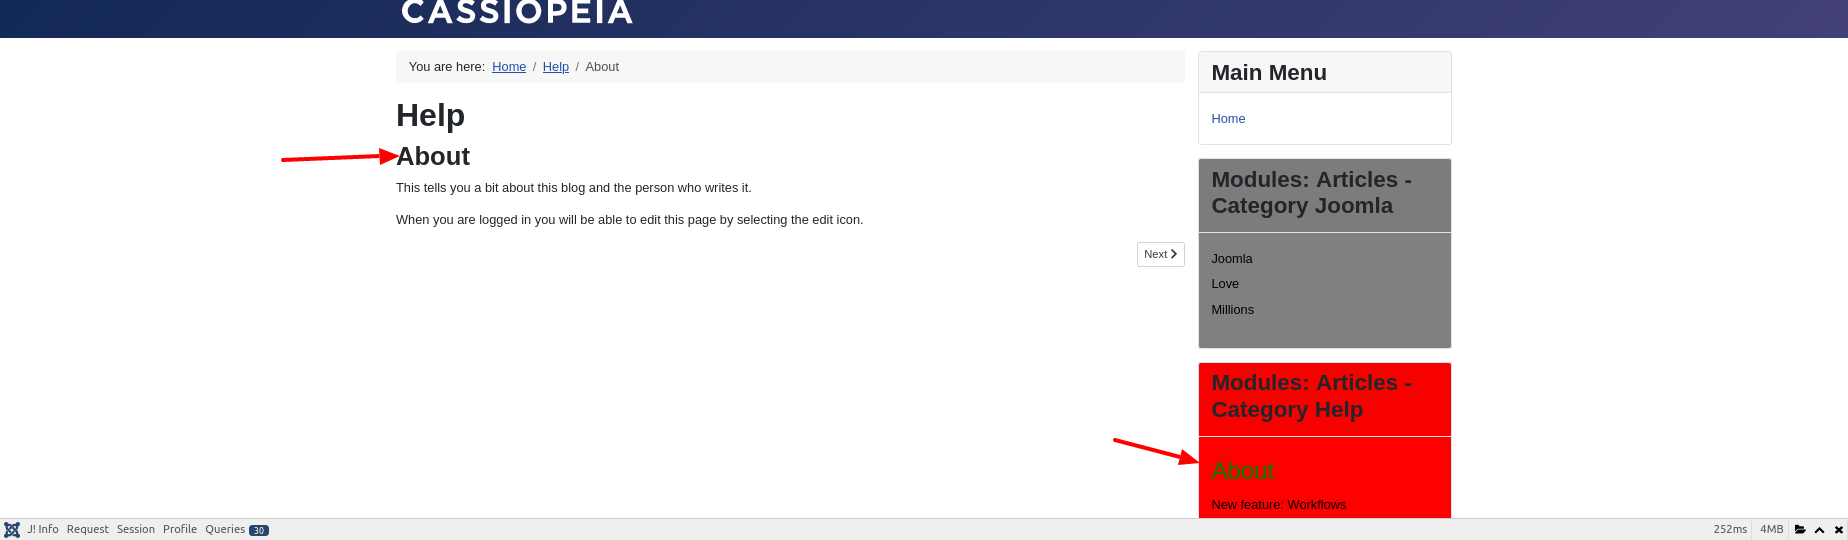 CASSIOPEIA
You are here: Home / Help / About
Help
About
This tells you a bit about this blog and the person who writes it.
When you are logged in you will be able to edit this page by selecting the edit icon.
Next
Main Menu
Home
Modules: Articles -
Category Joomla
Joomla
Love
Millions
Modules: Articles -
Category Help
About
New feature: Workflows
J! Info Request Session Profile Queries 30 252ms 4MB